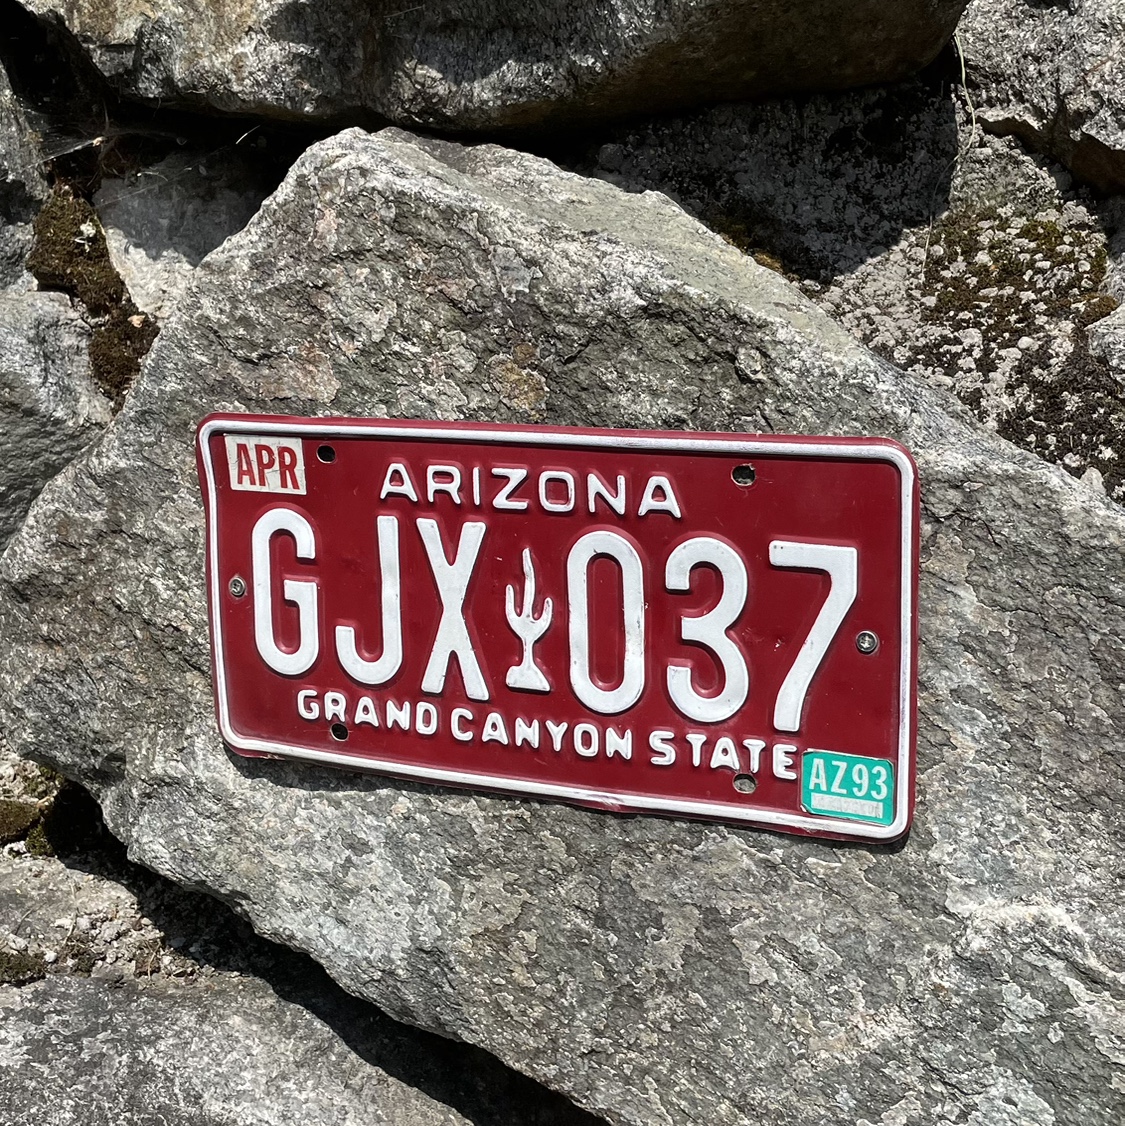 APR
ARIZONA
GJX 037
GRAND CANYON STATE
AZ93